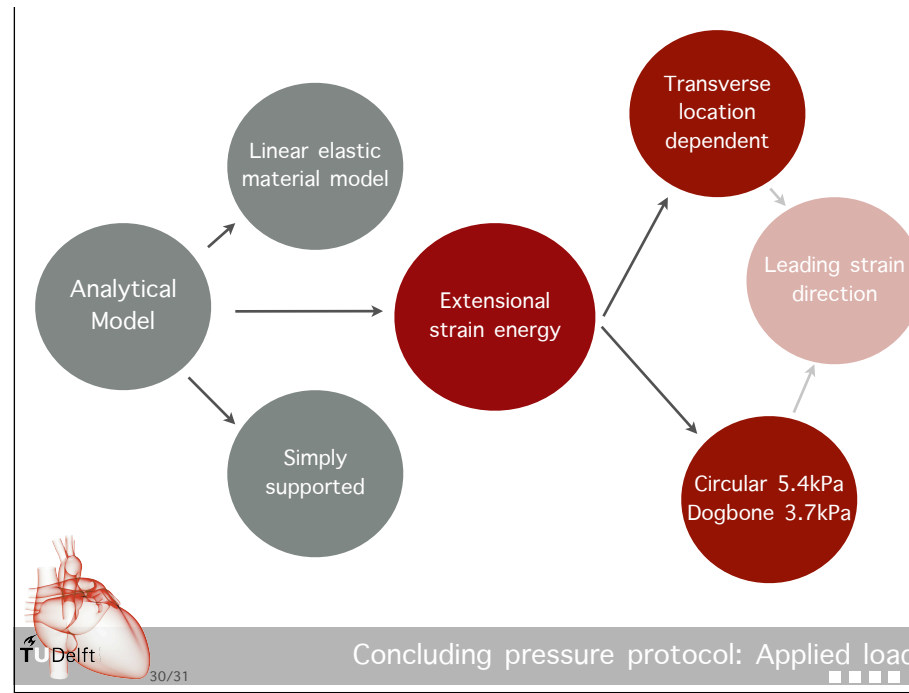 Transverse
location
dependent
Linear elastic
material model
Leading strain
direction
Analytical
Model
Extensional
strain energy
Simply
supported
Circular 5.4kPa
Dogbone 3.7kPa
TUDelft
30/31
Concluding pressure protocol: Applied load